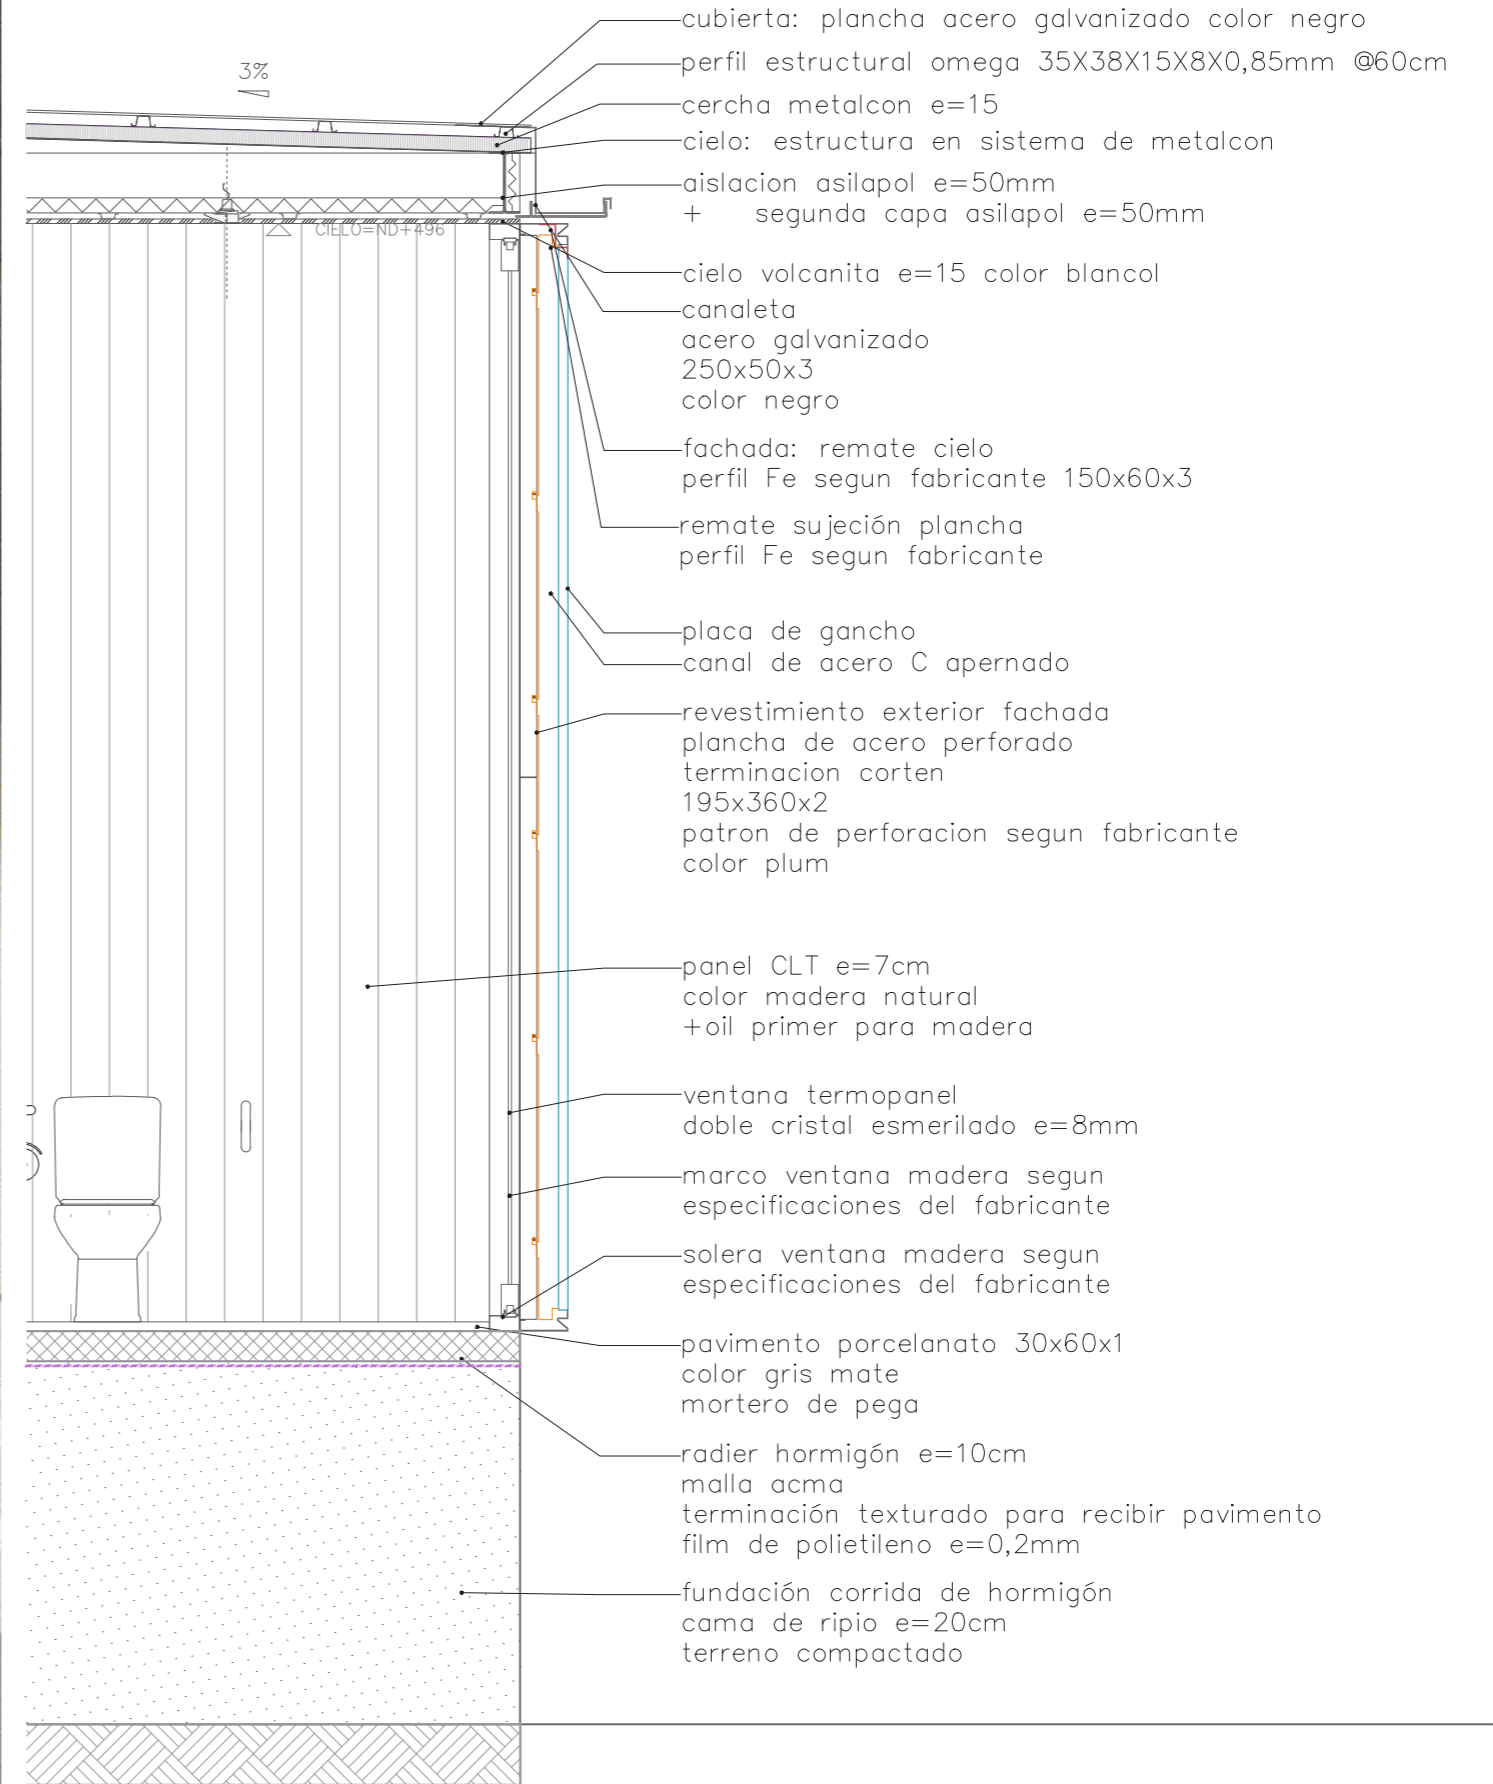 cubierta: plancha acero galvanizado color negro
3%
perfil estructural omega 35X38X15X8X0,85mm @60cm
cercha metalcon e=15
cielo: estructura en sistema de metalcon
aislacion asilapol e=50mm
+ segunda capa asilapol e=50mm
CIELO=ND+496
cielo volcanita e=15 color blancol
canaleta
acero galvanizado
250x50x3
color negro
fachada: remate cielo
perfil Fe segun fabricante 150x60x3
remate sujeción plancha
perfil Fe segun fabricante
placa de gancho
canal de acero C apernado
revestimiento exterior fachada
plancha de acero perforado
terminacion corten
195x360x2
patron de perforacion segun fabricante
color plum
panel CLT e=7cm
color madera natural
+oil primer para madera
ventana termopanel
doble cristal esmerilado e=8mm
marco ventana madera segun
especificaciones del fabricante
solera ventana madera segun
especificaciones del fabricante
pavimento porcelanato 30x60x1
color gris mate
mortero de pega
radier hormigón e=10cm
malla acma
terminación texturado para recibir pavimento
film de polietileno e=0,2mm
fundación corrida de hormigón
cama de ripio e=20cm
terreno compactado